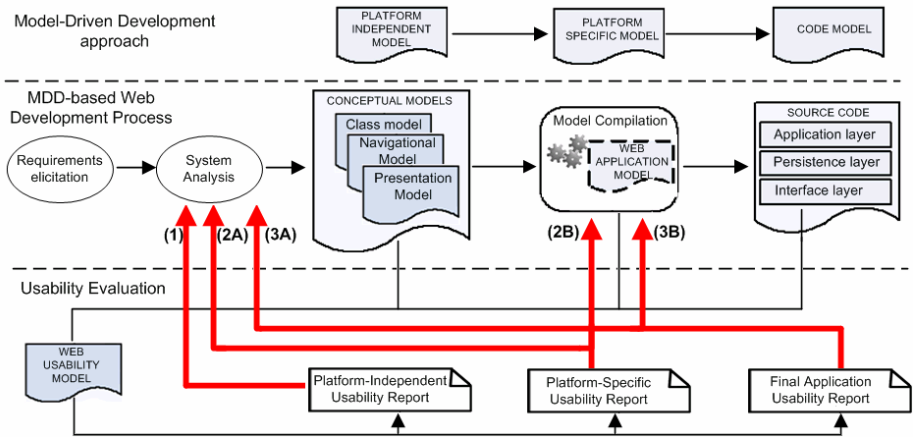 Model-Driven Development
approach
PLATFORM
INDEPENDENT
MODEL
PLATFORM
SPECIFIC MODEL
CODE MODEL
MDD-based Web
Development Process
Requirements
elicitation
System
Analysis
CONCEPTUAL MODELS
Class model
Navigational
Model
Presentation
Model
Model Compilation
WEB
APPLICATION
MODEL
SOURCE CODE
Application layer
Persistence layer
Interface layer
(1)
(2A)
(3A)
(2B)
(3B)
Usability Evaluation
WEB
USABILITY
MODEL
Platform-Independent
Usability Report
Platform-Specific
Usability Report
Final Application
Usability Report